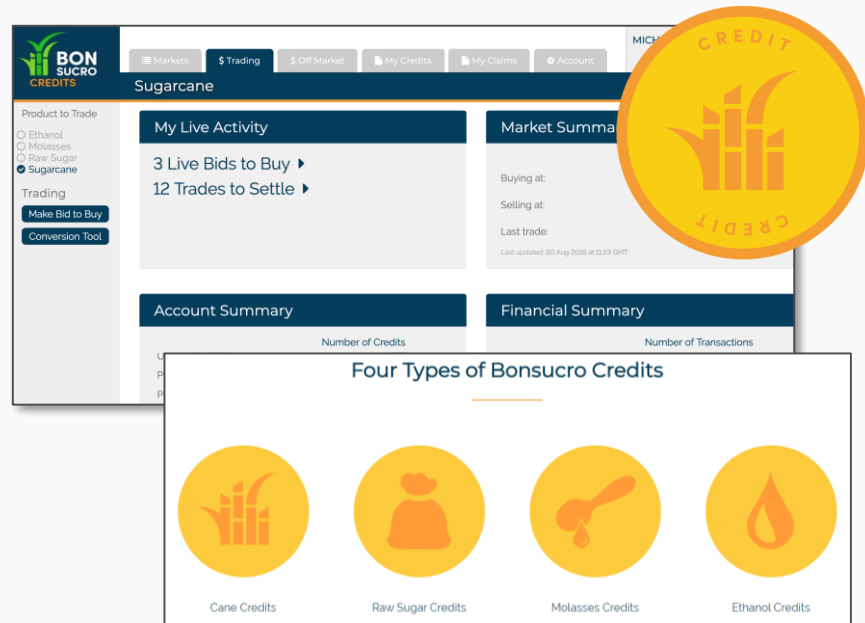 BON
SUCRO
CREDITS
Markets
$ Trading
$ Off Market
My Credits
My Claims
Account
Sugarcane
Product to Trade
Ethanol
Molasses
Raw Sugar
Sugarcane
Trading
Make Bid to Buy
Conversion Tool
My Live Activity
3 Live Bids to Buy
12 Trades to Settle
Buying at:
Selling at:
Last trade:
Last updated: 20 Aug 2019 at 11:23 GMT
Market
CREDIT
CREDIT
Account Summary
Number of Credits
Financial Summary
Number of Transactions
Four Types of Bonsucro Credits
Cane Credits
Raw Sugar Credits
Molasses Credits
Ethanol Credits